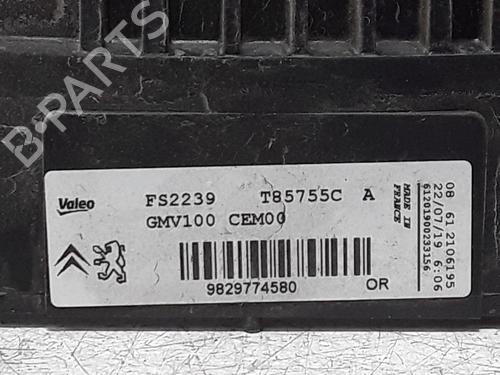 B-PARTS
Valeo
FS2239 T85755C A
GMV100 CEM00
9829774580
OR
MADE IN
FRANCE
08 61 2106195
22/07/19 6:06
61201900233156